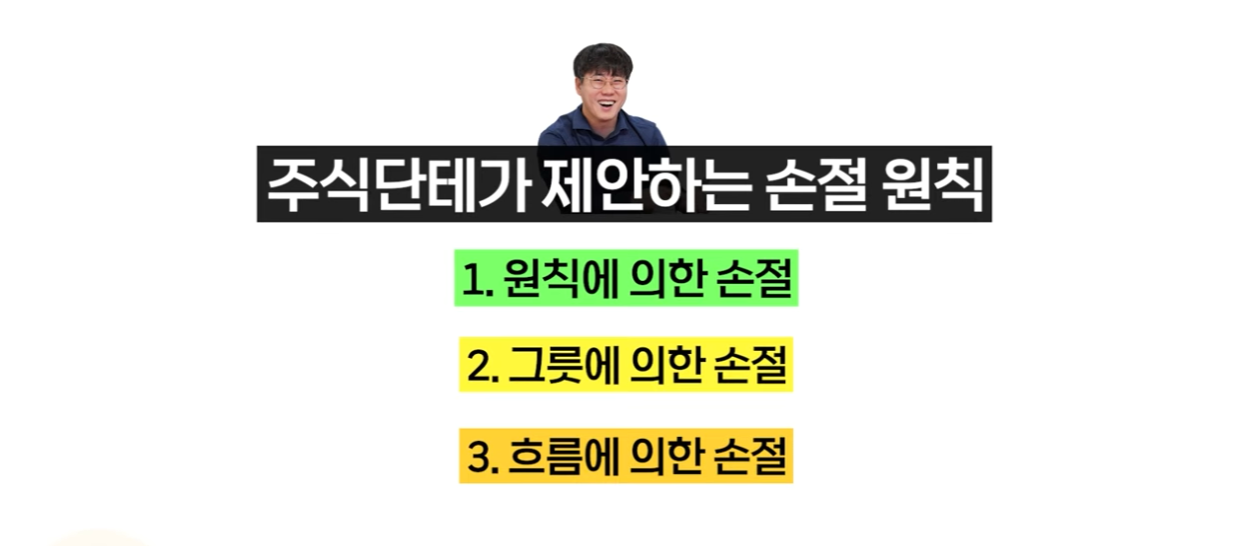 주식단테가 제안하는 손절 원칙
1. 원칙에 의한 손절
2. 그릇에 의한 손절
3. 흐름에 의한 손절